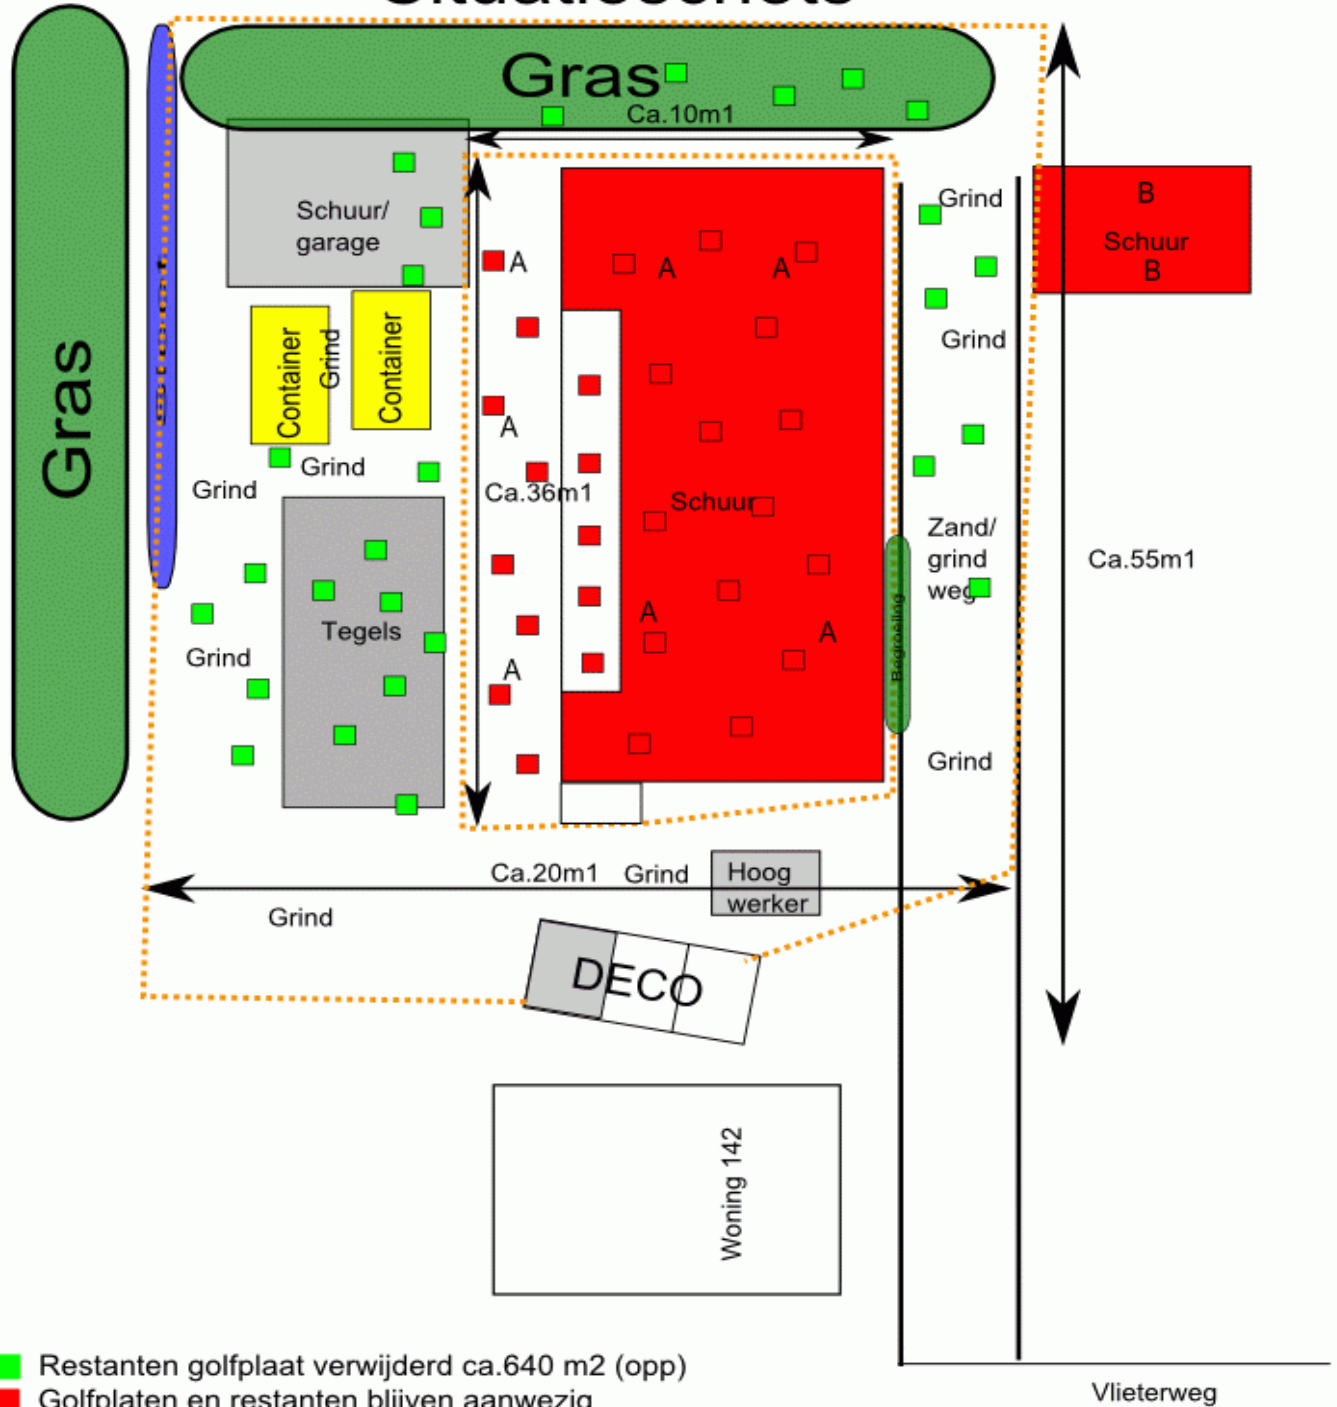 Situatieschets
Gras
Ca.10m1
Schuur/
garage
Grind
B
Schuur
B
A
A
A
Container
Grind
Container
Grind
Gras
A
Grind
Grind
Ca.36m1
Schuur
Zand/
grind
weg
Ca.55m1
Begroeiing
A
A
Tegels
Grind
A
Grind
Ca.20m1
Grind
Hoog
werker
Grind
DECO
Woning 142
Restanten golfplaat verwijderd ca.640 m2 (opp)
Golfplaten en restanten blijven aanwezig
Vlieterweg